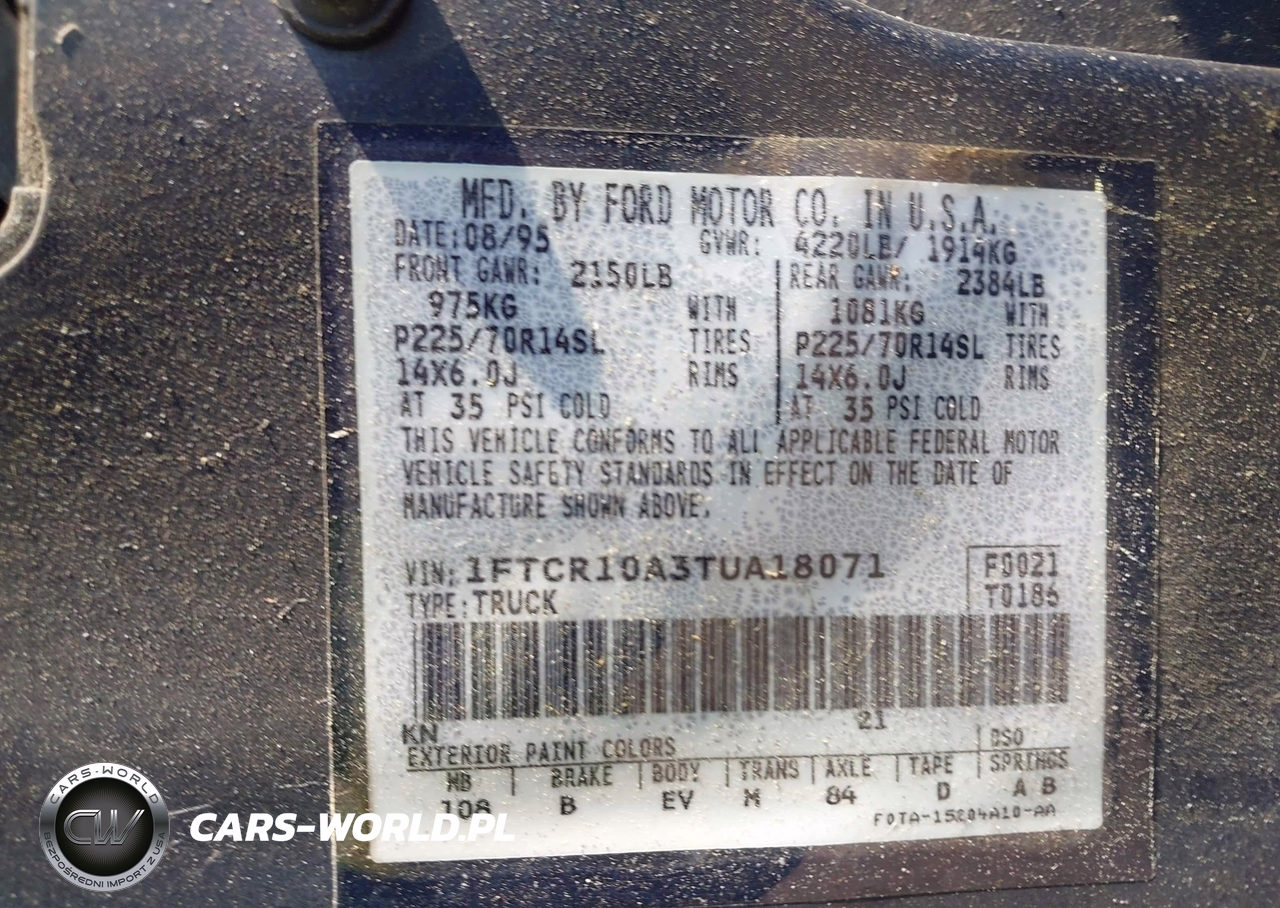 MFD. BY FORD MOTOR CO. IN U.S.A.
DATE:08/95 GVWR: 4220LB/ 1914KG
FRONT GAWR: 2150LB REAR GAWR: 2384LB
975KG WITH 1081KG WITH
P225/70R14SL TIRES P225/70R14SL TIRES
14X6.0J RIMS 14X6.0J RIMS
AT 35 PSI COLD AT 35 PSI COLD
THIS VEHICLE CONFORMS TO ALL APPLICABLE FEDERAL MOTOR
VEHICLE SAFETY STANDARDS IN EFFECT ON THE DATE OF
MANUFACTURE SHOWN ABOVE.
VIN: 1FTCR10A3TUA18071 F0021
TYPE: TRUCK T0186
KN 21
EXTERIOR PAINT COLORS DSO
WB BRAKE BODY TRANS AXLE TAPE SPRINGS
108 B EV M 84 D A B
F0TA-15204A10-AA
CARS-WORLD
CW
BEZPOŚREDNI IMPORT Z USA
CARS-WORLD.PL